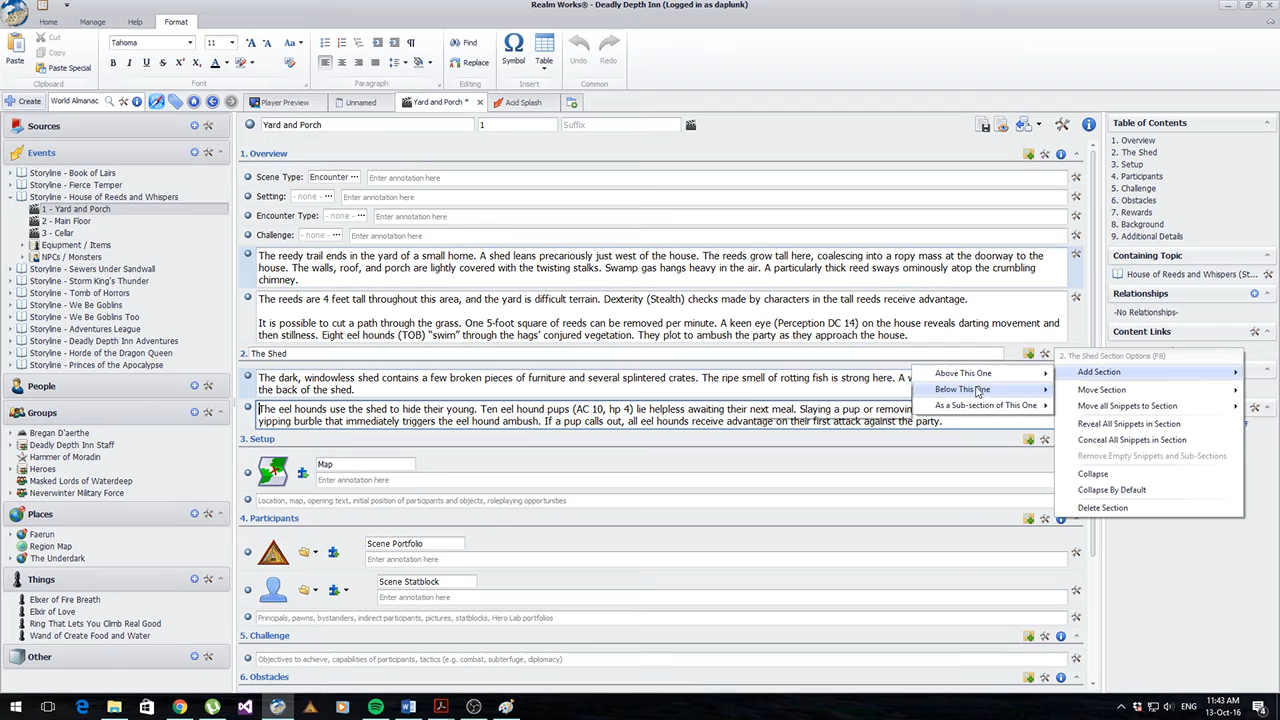 Realm Works® - Deadly Depth Inn (Logged in as daplunk)
Home Manage Help Format
Cut
Copy
Paste Special
Paste
Clipboard
Tahoma 11
Font
Paragraph
Find
Replace
Editing
Symbol Table
Insert
Undo Redo
Common
Create World Almanac
Player Preview Unnamed Yard and Porch * Acid Splash
Sources
Events
Storyline - Book of Lairs
Storyline - Fierce Temper
Storyline - House of Reeds and Whispers
1 - Yard and Porch
2 - Main Floor
3 - Cellar
Eqiupment / Items
NPCs / Monsters
Storyline - Sewers Under Sandwall
Storyline - Storm King's Thunder
Storyline - Tomb of Horrors
Storyline - We Be Goblins
Storyline - We Be Goblins Too
Storyline - Adventures League
Storyline - Deadly Depth Inn Adventures
Storyline - Horde of the Dragon Queen
Storyline - Princes of the Apocalypse
People
Groups
Bregan D'aerthe
Deadly Depth Inn Staff
Hammer of Moradin
Heroes
Masked Lords of Waterdeep
Neverwinter Military Force
Places
Faerun
Region Map
The Underdark
Things
Elixer of Fire Breath
Elixir of Love
Ring That Lets You Climb Real Good
Wand of Create Food and Water
Other
Yard and Porch 1 Suffix
1. Overview
Scene Type: Encounter Enter annotation here
Setting: - none - Enter annotation here
Encounter Type: - none - Enter annotation here
Challenge: - none - Enter annotation here
The reedy trail ends in the yard of a small home. A shed leans precariously just west of the house. The reeds grow tall here, coalescing into a ropy mass at the doorway to the
house. The walls, roof, and porch are lightly covered with the twisting stalks. Swamp gas hangs heavy in the air. A particularly thick reed sways ominously atop the crumbling
chimney.
The reeds are 4 feet tall throughout this area, and the yard is difficult terrain. Dexterity (Stealth) checks made by characters in the tall reeds receive advantage.
It is possible to cut a path through the grass. One 5-foot square of reeds can be removed per minute. A keen eye (Perception DC 14) on the house reveals darting movement and
then stillness. Eight eel hounds (TOB) “swim” through the hags’ conjured vegetation. They plot to ambush the party as they approach the house.
2. The Shed
The dark, windowless shed contains a few broken pieces of furniture and several splintered crates. The ripe smell of rotting fish is strong here. A
the back of the shed.
The eel hounds use the shed to hide their young. Ten eel hound pups (AC 10, hp 4) lie helpless awaiting their next meal. Slaying a pup or
yipping burble that immediately triggers the eel hound ambush. If a pup calls out, all eel hounds receive advantage on their first attack against the party.
3. Setup
Map
Enter annotation here
Location, map, opening text, initial position of participants and objects, roleplaying opportunities
4. Participants
Scene Portfolio
Enter annotation here
Scene Statblock
Enter annotation here
Principals, pawns, bystanders, indirect participants, pictures, statblocks, Hero Lab portfolios
5. Challenge
Objectives to achieve, capabilities of participants, tactics (e.g. combat, subterfuge, diplomacy)
6. Obstacles
Above This One
Below This One
As a Sub-section of This One
2. The Shed Section Options (F8)
Add Section
Move Section
Move all Snippets to Section
Reveal All Snippets in Section
Conceal All Snippets in Section
Remove Empty Snippets and Sub-Sections
Collapse
Collapse By Default
Delete Section
Table of Contents
1. Overview
2. The Shed
3. Setup
4. Participants
5. Challenge
6. Obstacles
7. Rewards
8. Background
9. Additional Details
Containing Topic
House of Reeds and Whispers (St...
Relationships
-No Relationships-
Content Links
ENG
11:43 AM
13-Oct-16